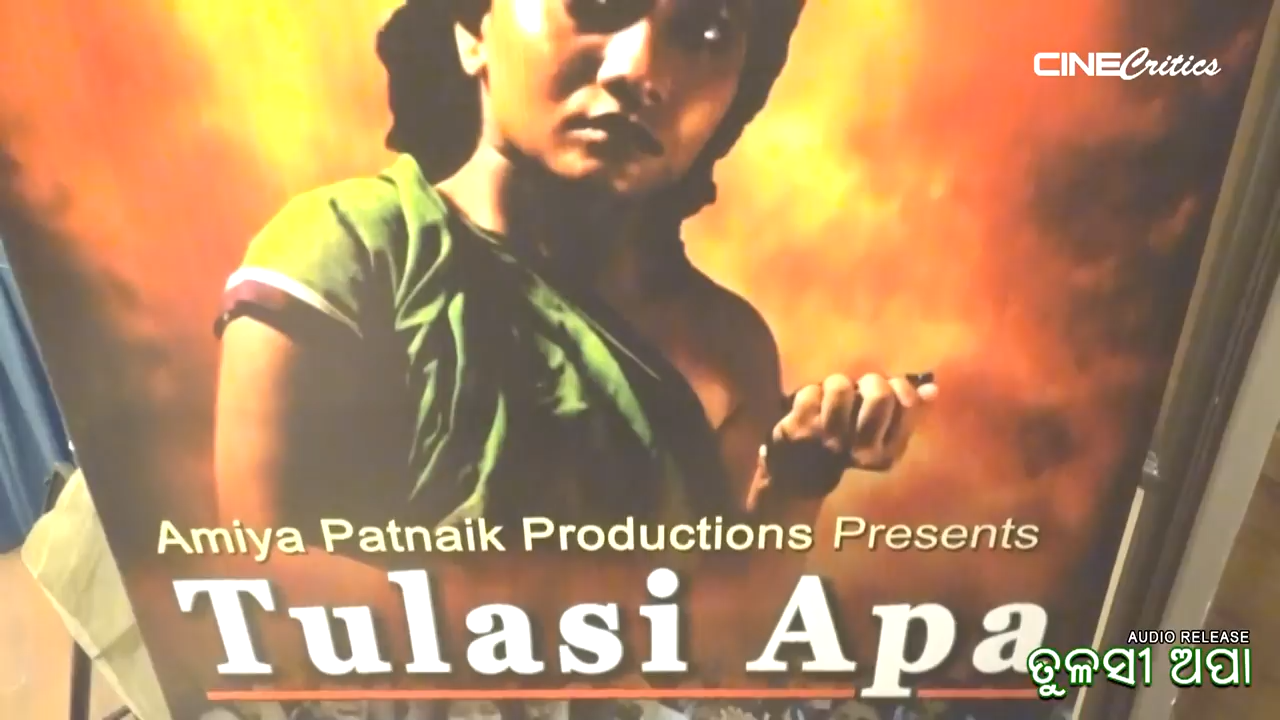 CINECritics
Amiya Patnaik Productions Presents
Tulasi Apa
AUDIO RELEASE
ତୁଳସୀ ଅପା